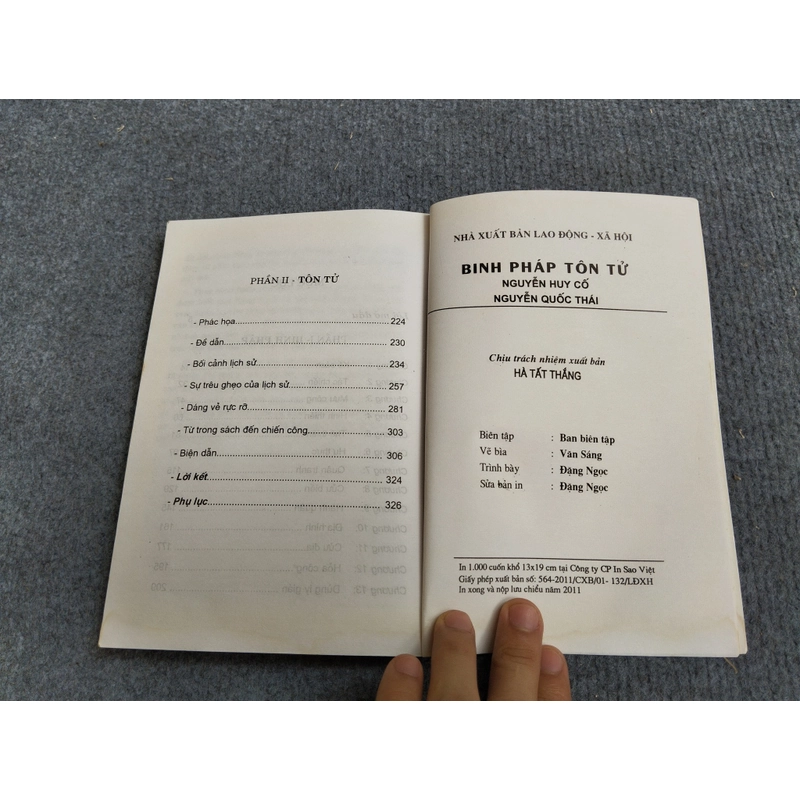 PHẦN II - TÔN TỬ
- Phác họa..........224
- Đề dẫn..........230
- Bối cảnh lịch sử..........234
- Sự trêu ghẹo của lịch sử..........257
- Dáng vẻ rực rỡ..........281
- Từ trong sách đến chiến công..........303
- Biện dẫn..........306
- Lời kết..........324
- Phụ lục..........326
NHÀ XUẤT BẢN LAO ĐỘNG - XÃ HỘI
BINH PHÁP TÔN TỬ
NGUYỄN HUY CỐ
NGUYỄN QUỐC THÁI
Chịu trách nhiệm xuất bản
HÀ TẤT THẮNG
Biên tập : Ban biên tập
Vẽ bìa : Văn Sáng
Trình bày : Đặng Ngọc
Sửa bản in : Đặng Ngọc
In 1.000 cuốn khổ 13x19 cm tại Công ty CP In Sao Việt
Giấy phép xuất bản số: 564-2011/CXB/01- 132/LĐXH
In xong và nộp lưu chiểu năm 2011